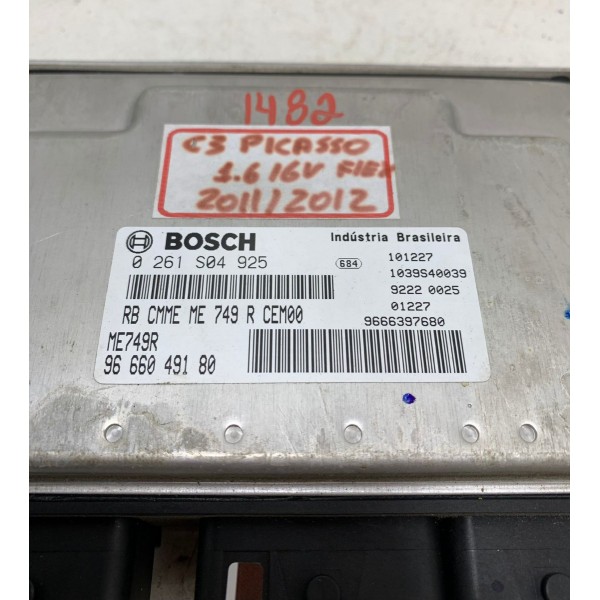 1482
C3 PICASSO
1.6 16V FlEX
2011/2012
BOSCH
Indústria Brasileira
0 261 S04 925
684
101227
1039S40039
9222 0025
01227
9666397680
RB CMME ME 749 R CEM00
ME749R
96 660 491 80